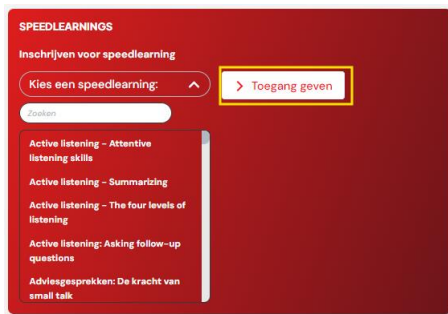 SPEEDLEARNINGS
Inschrijven voor speedlearning
Kies een speedlearning:
Toegang geven
Zoeken
Active listening – Attentive
listening skills
Active listening – Summarizing
Active listening – The four levels of
listening
Active listening: Asking follow-up
questions
Adviesgesprekken: De kracht van
small talk